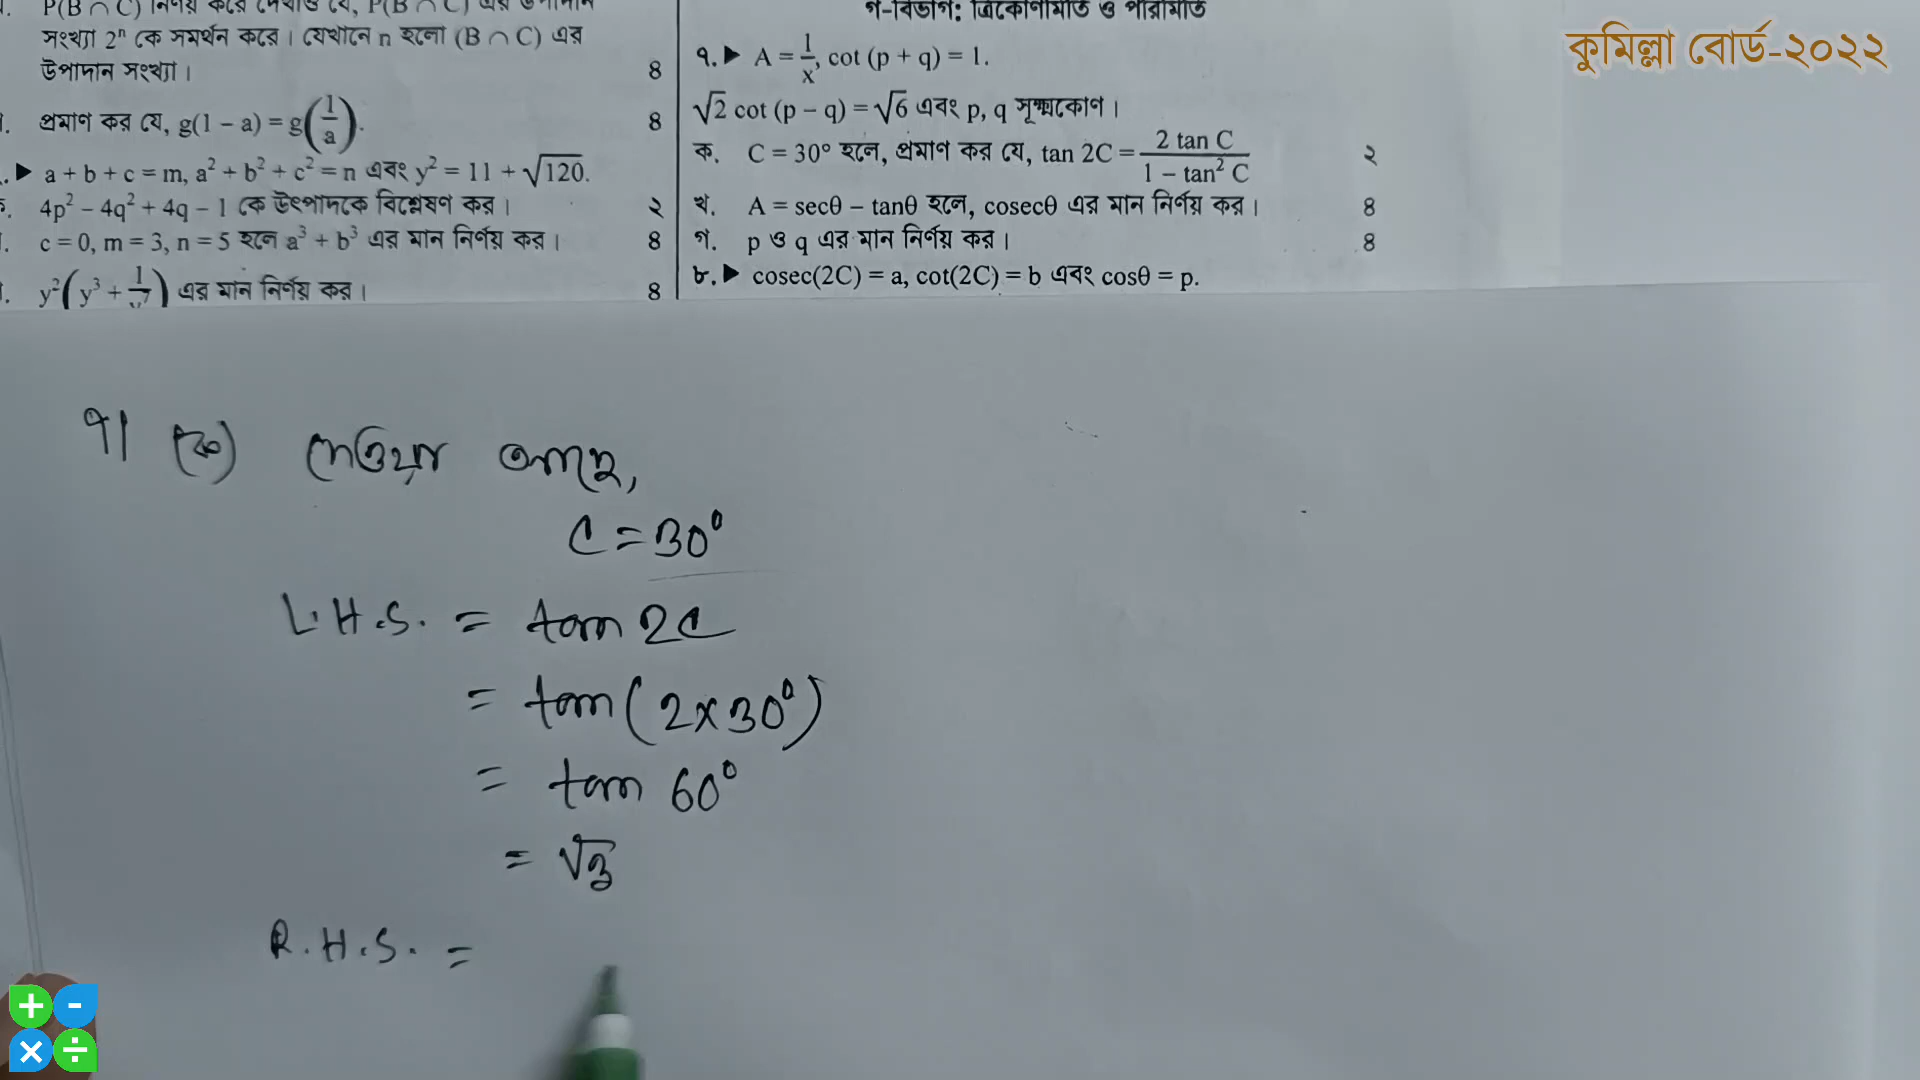 P(B ∩ C) নির্ণয় করে দেখাও যে, P(B ∩ C) এর উপাদান
সংখ্যা 2ⁿ কে সমর্থন করে। যেখানে n হলো (B ∩ C) এর
উপাদান সংখ্যা। 8
প্রমাণ কর যে, g(1 – a) = g(1/a). 8
▶ a + b + c = m, a² + b² + c² = n এবং y² = 11 + √120.
4p² – 4q² + 4q – 1 কে উৎপাদকে বিশ্লেষণ কর। ২
c = 0, m = 3, n = 5 হলে a³ + b³ এর মান নির্ণয় কর। 8
এর মান নির্ণয় কর। 8
গ-বিভাগ: ত্রিকোণমিতি ও পরিমিতি
৭.▶ A = 1/x, cot (p + q) = 1.
√2 cot (p – q) = √6 এবং p, q সূক্ষ্মকোণ।
ক. C = 30° হলে, প্রমাণ কর যে, tan 2C = 2 tan C / 1 – tan² C ২
খ. A = secθ – tanθ হলে, cosecθ এর মান নির্ণয় কর। 8
গ. p ও q এর মান নির্ণয় কর। 8
৮.▶ cosec(2C) = a, cot(2C) = b এবং cosθ = p.
কুমিল্লা বোর্ড-২০২২
৭। (ক) দেওয়া আছে,
C = 30°
L.H.S. = tan 2C
= tan (2×30°)
= tan 60°
= √3
R.H.S. =